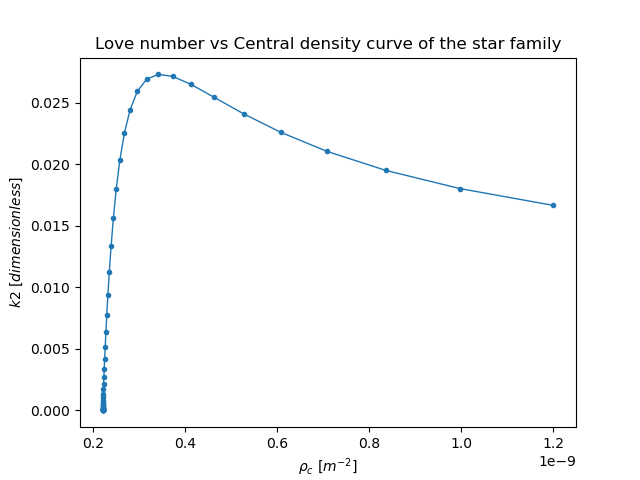 Love number vs Central density curve of the star family
k2 [dimensionless]
0.025
0.020
0.015
0.010
0.005
0.000
0.2 0.4 0.6 0.8 1.0 1.2
1e−9
ρc [m−2]